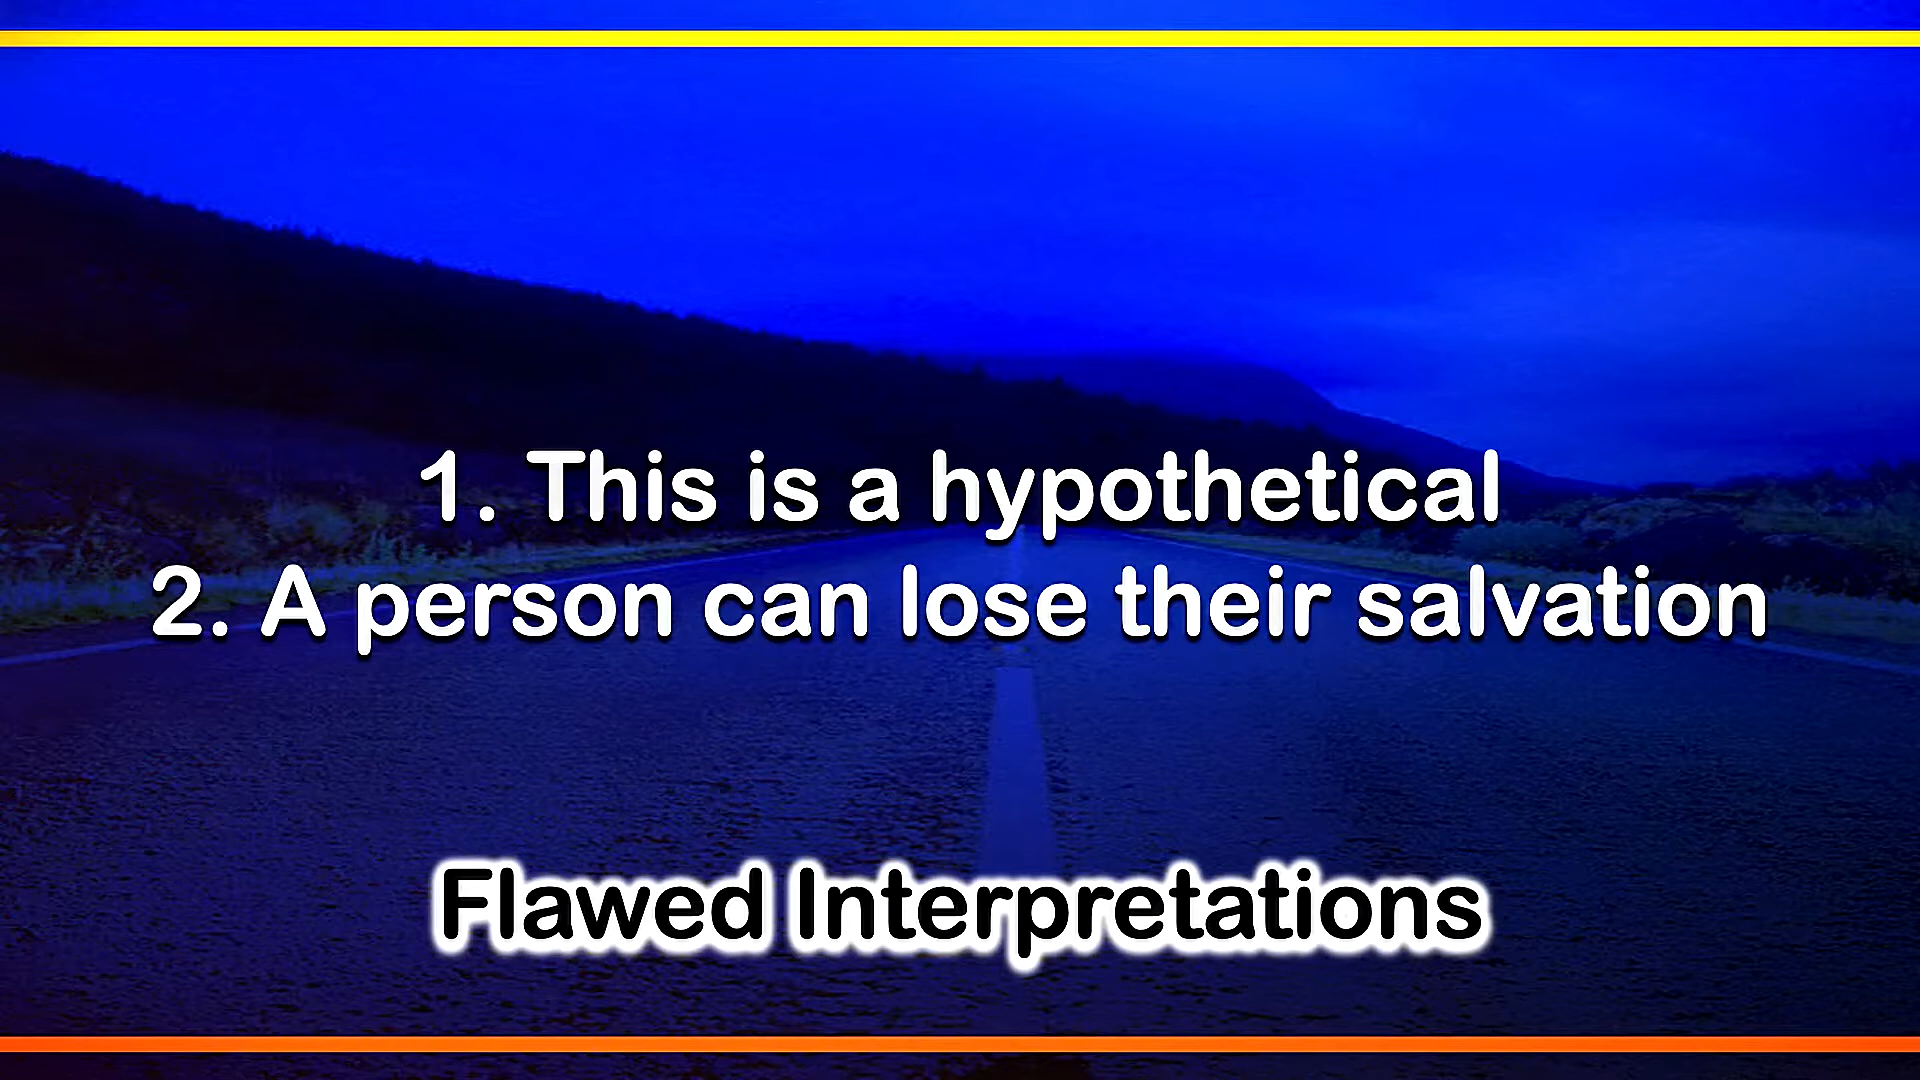 1. This is a hypothetical
2. A person can lose their salvation
Flawed Interpretations